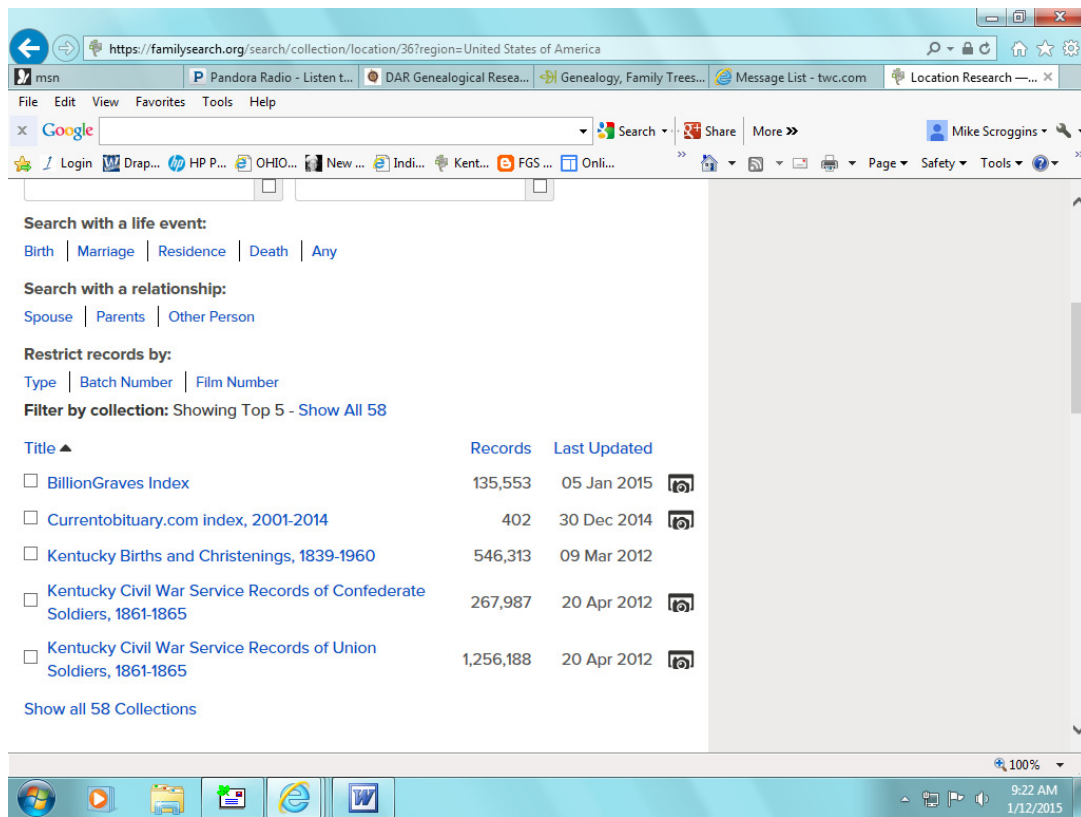 https://familysearch.org/search/collection/location/36?region=United States of America
msn
P Pandora Radio - Listen t...
DAR Genealogical Resea...
Genealogy, Family Trees...
Message List - twc.com
Location Research —...
File Edit View Favorites Tools Help
x Google Search Share More » Mike Scroggins
Login Drap... HP P... OHIO... New ... Indi... Kent... FGS ... Onli... » Page Safety Tools »
Search with a life event:
Birth | Marriage | Residence | Death | Any
Search with a relationship:
Spouse | Parents | Other Person
Restrict records by:
Type | Batch Number | Film Number
Filter by collection: Showing Top 5 - Show All 58
Title ▲ Records Last Updated
BillionGraves Index 135,553 05 Jan 2015
Currentobituary.com index, 2001-2014 402 30 Dec 2014
Kentucky Births and Christenings, 1839-1960 546,313 09 Mar 2012
Kentucky Civil War Service Records of Confederate
Soldiers, 1861-1865 267,987 20 Apr 2012
Kentucky Civil War Service Records of Union
Soldiers, 1861-1865 1,256,188 20 Apr 2012
Show all 58 Collections
100%
9:22 AM
1/12/2015